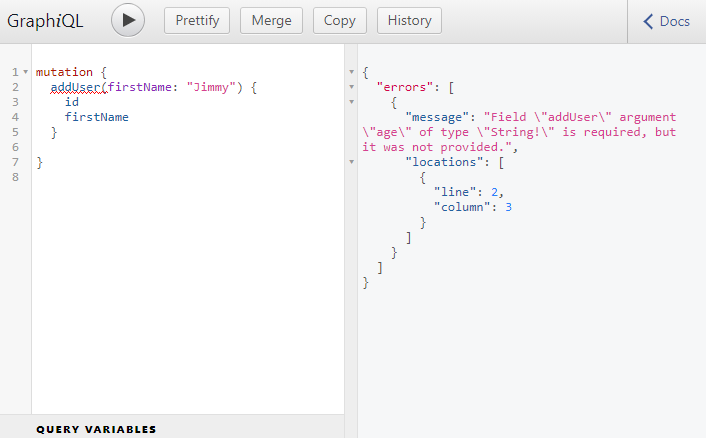 GraphiQL Prettify Merge Copy History Docs
1 mutation {
2 addUser(firstName: "Jimmy") {
3 id
4 firstName
5 }
6
7 }
8
QUERY VARIABLES
{
"errors": [
{
"message": "Field \"addUser\" argument
\"age\" of type \"String!\" is required, but
it was not provided.",
"locations": [
{
"line": 2,
"column": 3
}
]
}
]
}